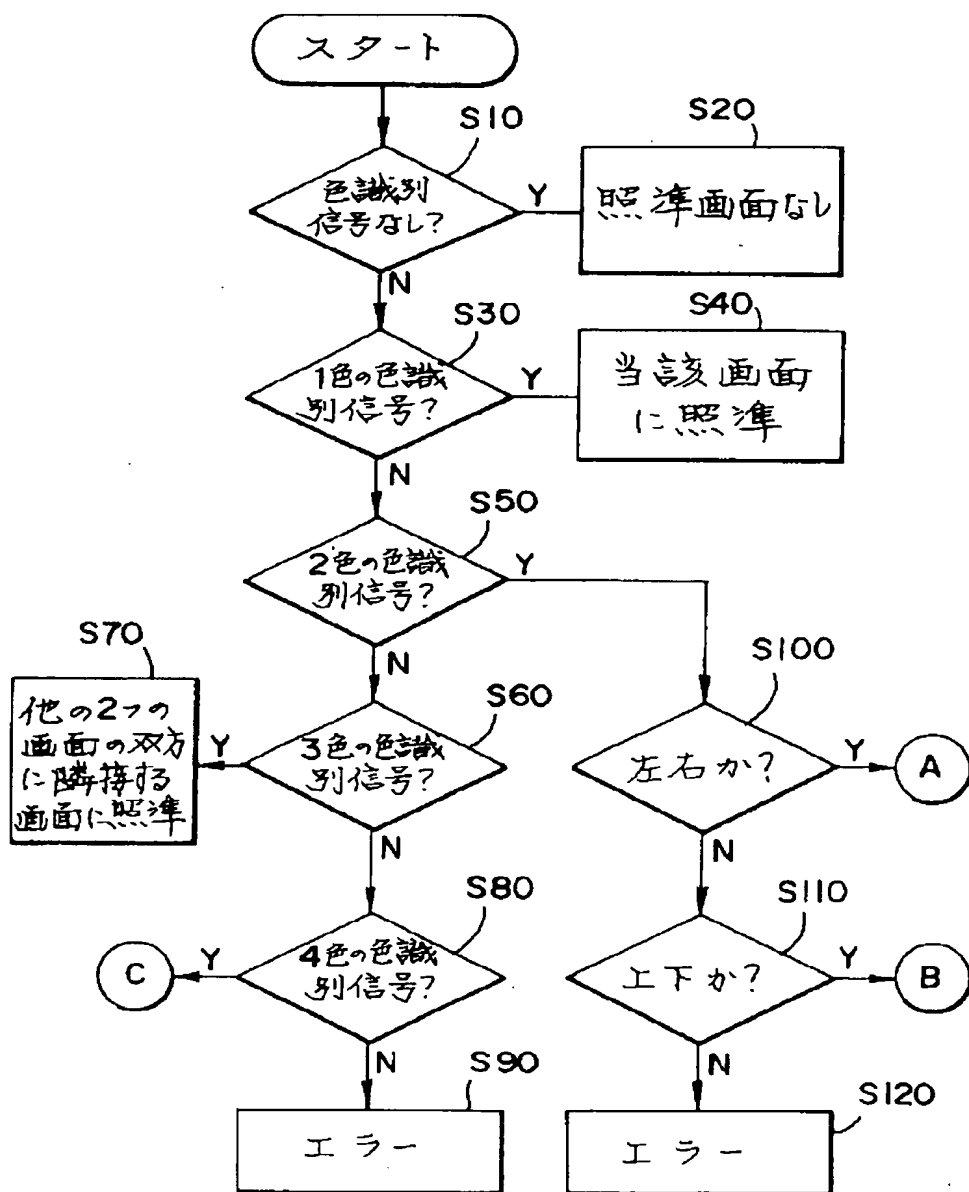 スタート
S10
色識別
信号なし?
Y
N
S20
照準画面なし
S30
1色の色識
別信号?
Y
N
S40
当該画面
に照準
S50
2色の色識
別信号?
Y
N
S60
3色の色識
別信号?
Y
N
S70
他の2つの
画面の双方
に隣接する
画面に照準
S80
4色の色識
別信号?
Y
N
C
S90
エラー
S100
左右か?
Y
N
A
S110
上下か?
Y
N
B
S120
エラー